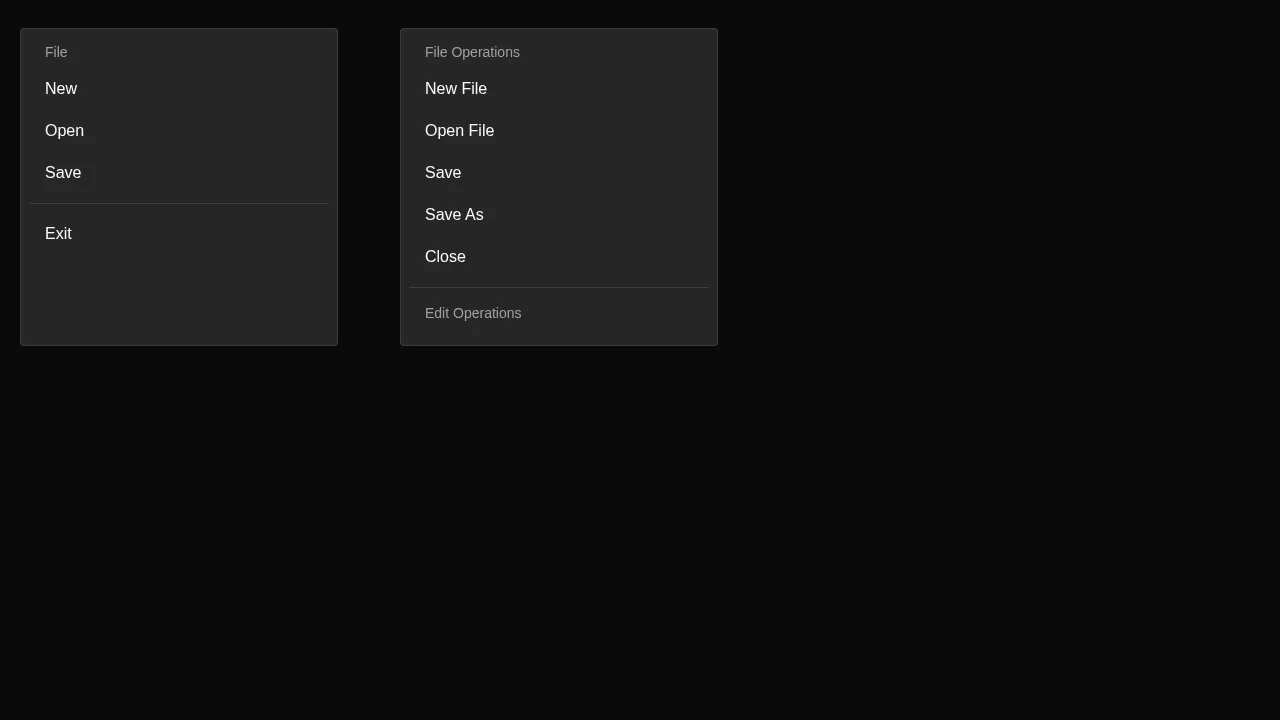 File
New
Open
Save
Exit
File Operations
New File
Open File
Save
Save As
Close
Edit Operations